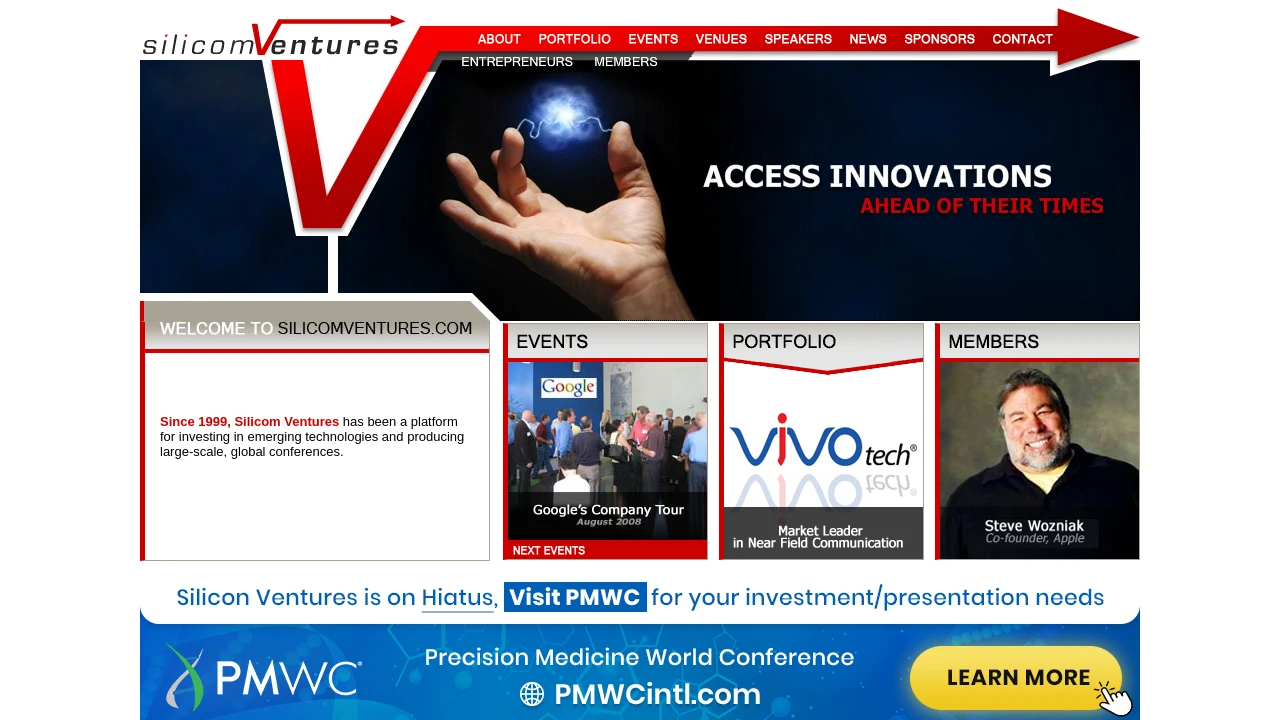 silicomVentures
ABOUT PORTFOLIO EVENTS VENUES SPEAKERS NEWS SPONSORS CONTACT
ENTREPRENEURS MEMBERS
ACCESS INNOVATIONS
AHEAD OF THEIR TIMES
WELCOME TO SILICOMVENTURES.COM
Since 1999, Silicom Ventures has been a platform
for investing in emerging technologies and producing
large-scale, global conferences.
EVENTS
Google
Google's Company Tour
August 2008
NEXT EVENTS
PORTFOLIO
VIVOtech®
Market Leader
in Near Field Communication
MEMBERS
Steve Wozniak
Co-founder, Apple
Silicon Ventures is on Hiatus, Visit PMWC for your investment/presentation needs
PMWC®
Precision Medicine World Conference
PMWCintl.com
LEARN MORE